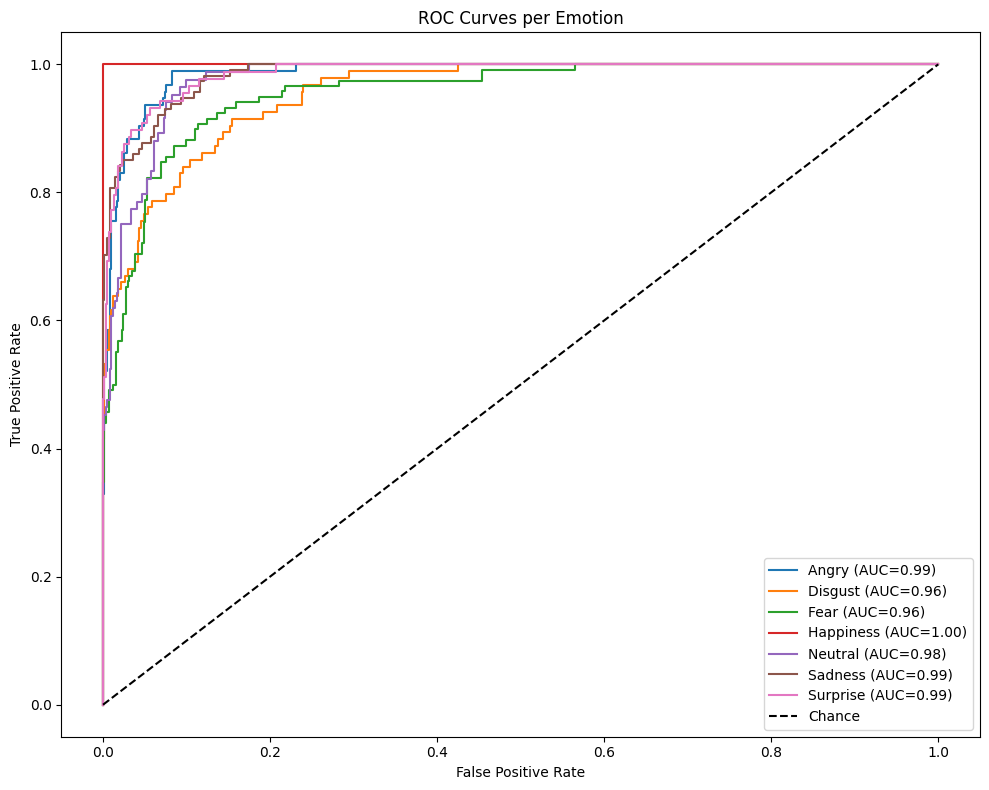 ROC Curves per Emotion
True Positive Rate
1.0
0.8
0.6
0.4
0.2
0.0
0.0 0.2 0.4 0.6 0.8 1.0
False Positive Rate
Angry (AUC=0.99)
Disgust (AUC=0.96)
Fear (AUC=0.96)
Happiness (AUC=1.00)
Neutral (AUC=0.98)
Sadness (AUC=0.99)
Surprise (AUC=0.99)
Chance